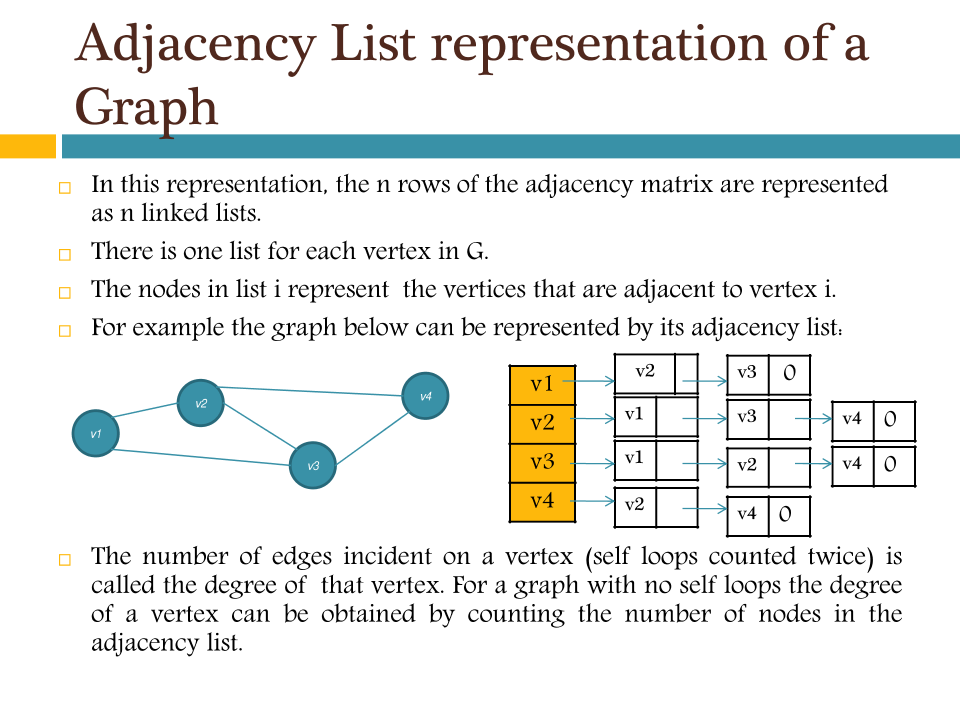 Adjacency List representation of a
Graph
In this representation, the n rows of the adjacency matrix are represented
as n linked lists.
There is one list for each vertex in G.
The nodes in list i represent the vertices that are adjacent to vertex i.
For example the graph below can be represented by its adjacency list:
v1
v2
v3
v4
v1 v2 v3 0
v2 v1 v3 v4 0
v3 v1 v2 v4 0
v4 v2 v4 0
The number of edges incident on a vertex (self loops counted twice) is
called the degree of that vertex. For a graph with no self loops the degree
of a vertex can be obtained by counting the number of nodes in the
adjacency list.